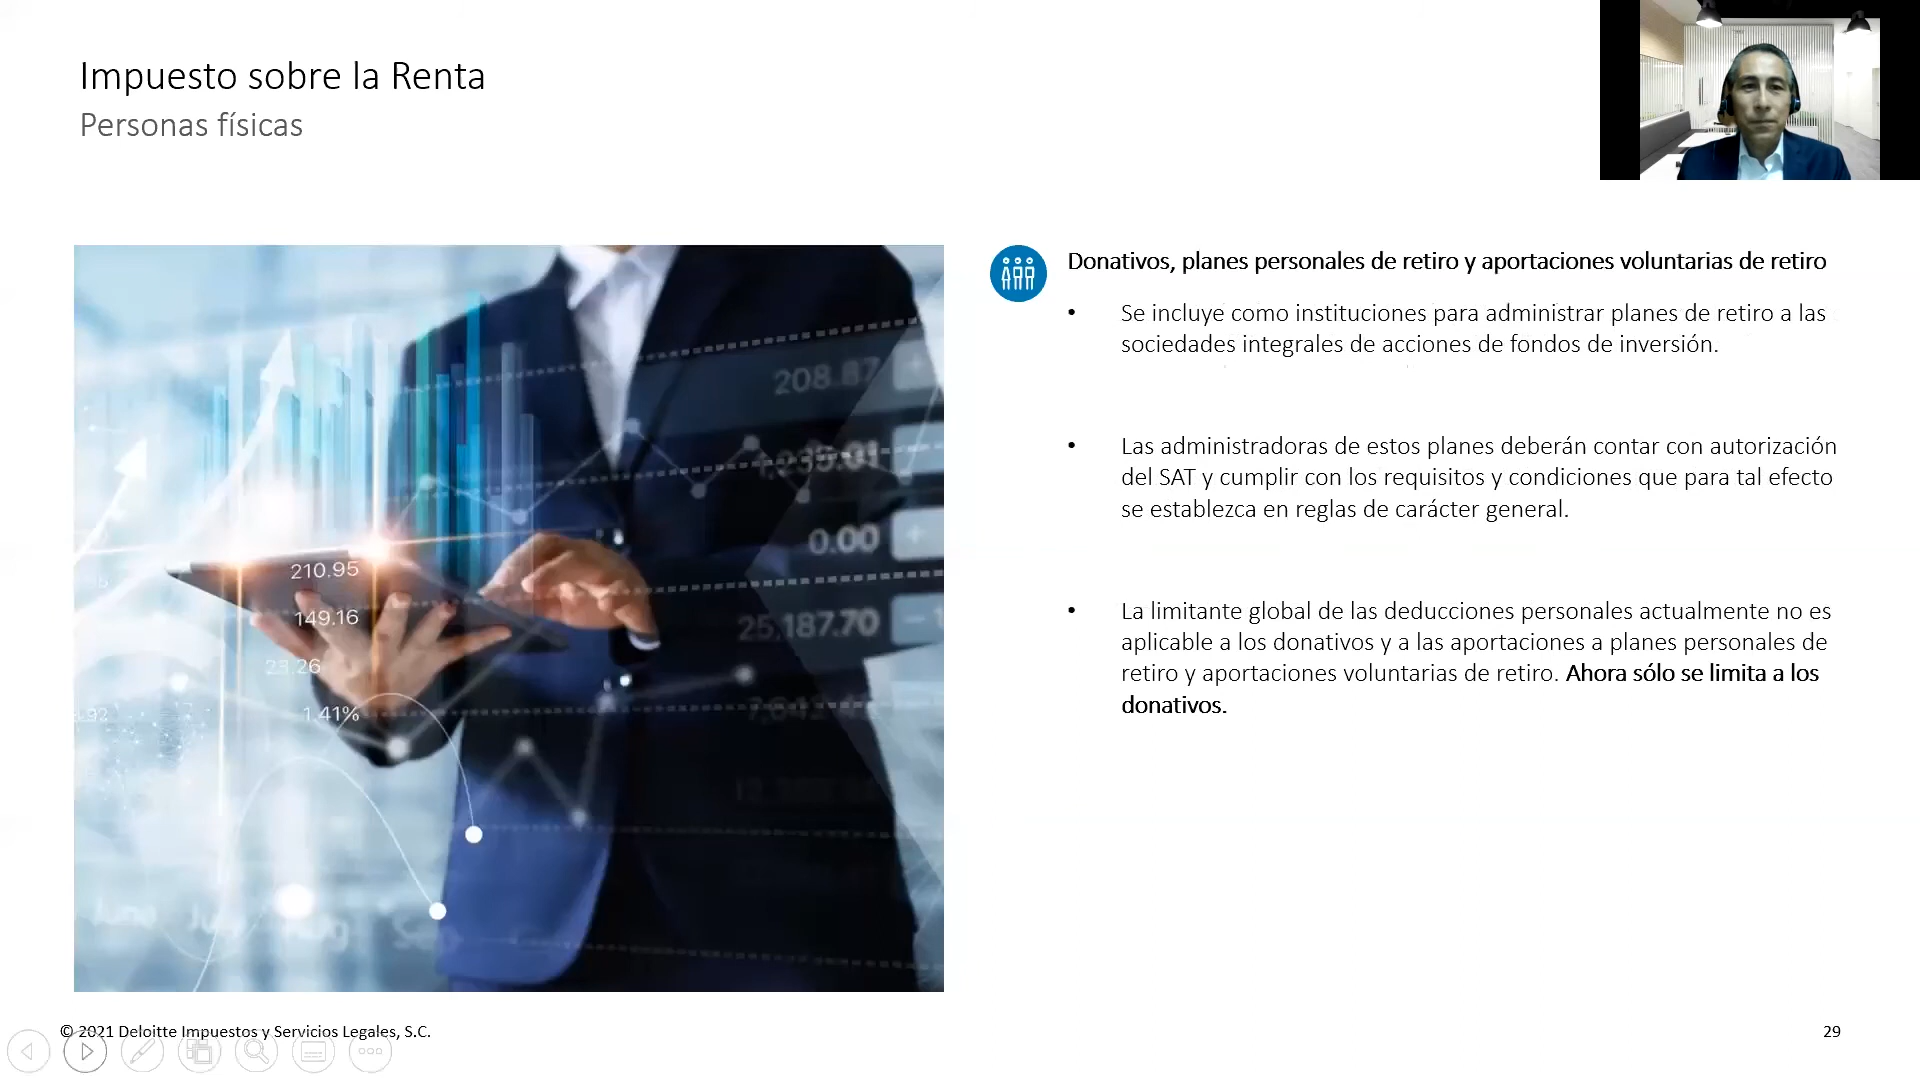 Impuesto sobre la Renta
Personas físicas
Donativos, planes personales de retiro y aportaciones voluntarias de retiro
• Se incluye como instituciones para administrar planes de retiro a las
sociedades integrales de acciones de fondos de inversión.
• Las administradoras de estos planes deberán contar con autorización
del SAT y cumplir con los requisitos y condiciones que para tal efecto
se establezca en reglas de carácter general.
• La limitante global de las deducciones personales actualmente no es
aplicable a los donativos y a las aportaciones a planes personales de
retiro y aportaciones voluntarias de retiro. Ahora sólo se limita a los
donativos.
208.87
0.00
210.95
149.16
25,187.70
23.26
1.41%
© 2021 Deloitte Impuestos y Servicios Legales, S.C.
29